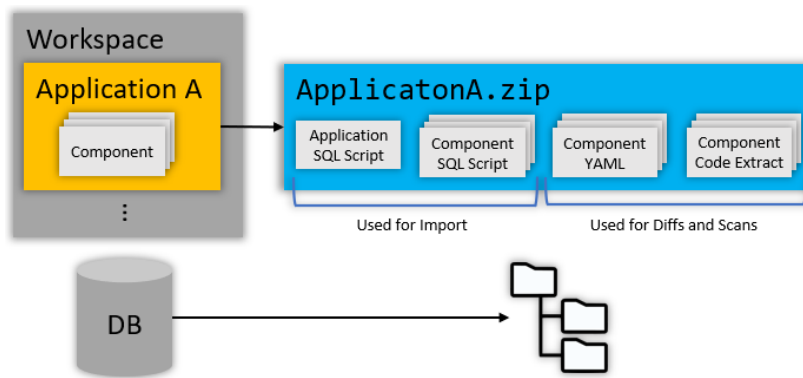 Workspace
Application A
Component
⋮
ApplicatonA.zip
Application
SQL Script
Component
SQL Script
Component
YAML
Component
Code Extract
Used for Import
Used for Diffs and Scans
DB